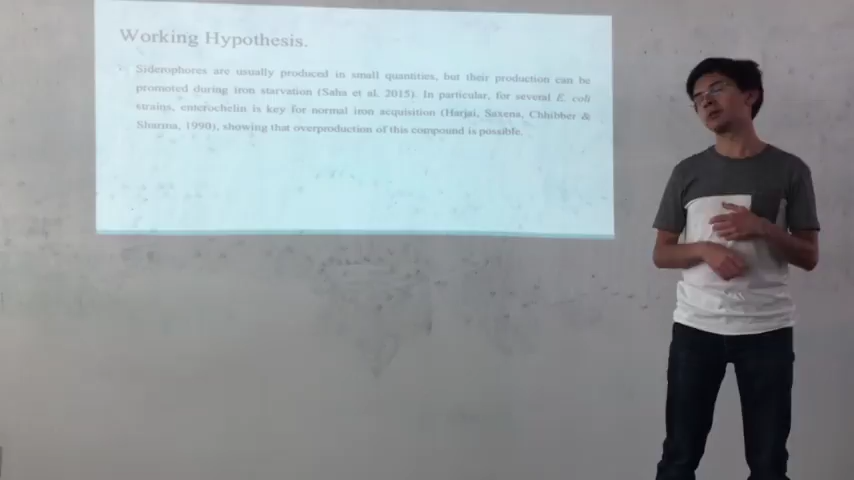 Working Hypothesis.
Siderophores are usually produced in small quantities, but their production can be
promoted during iron starvation (Saha et al. 2015). In particular, for several E. coli
strains, enterochelin is key for normal iron acquisition (Harjai, Saxena, Chhibber &
Sharma, 1990), showing that overproduction of this compound is possible.